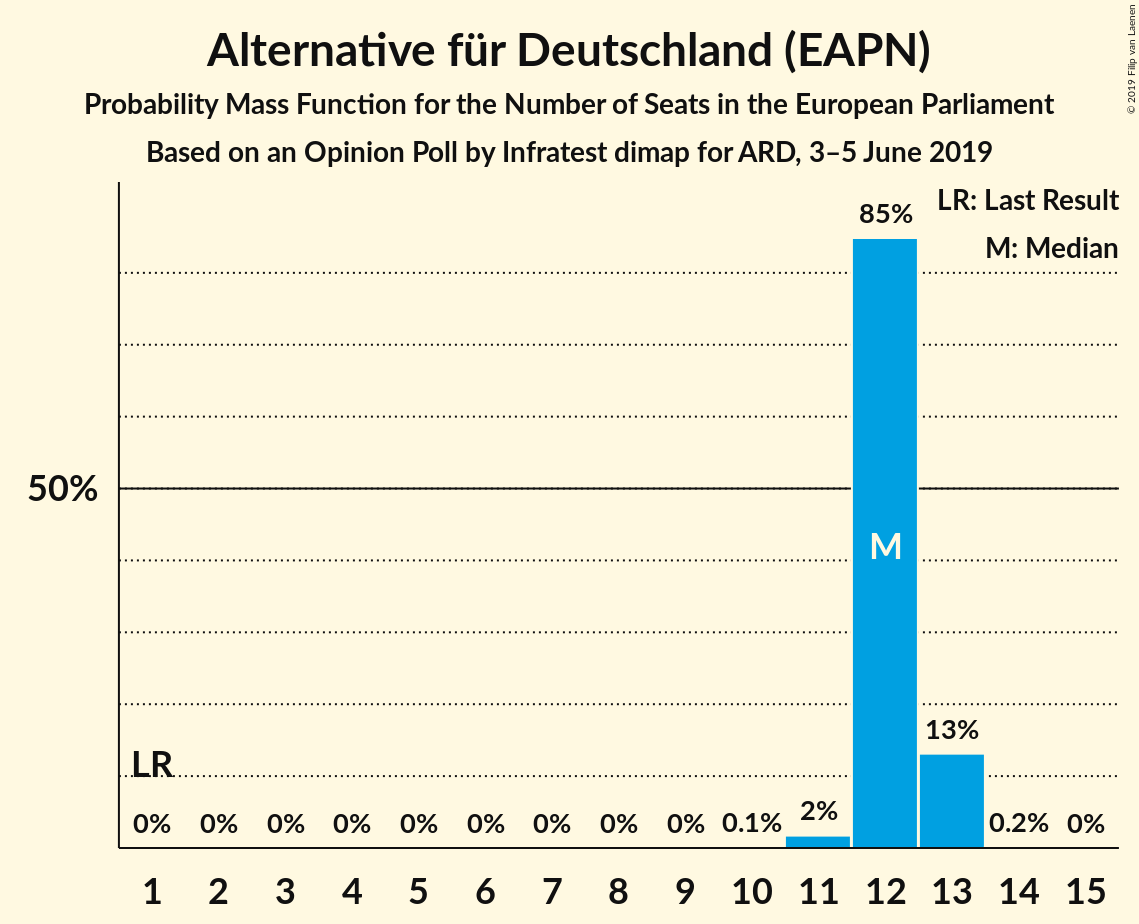 Alternative für Deutschland (EAPN)
Probability Mass Function for the Number of Seats in the European Parliament
Based on an Opinion Poll by Infratest dimap for ARD, 3–5 June 2019
© 2019 Filip van Laenen
LR: Last Result
M: Median
85%
50%
M
13%
LR
0% 0% 0% 0% 0% 0% 0% 0% 0% 0.1% 2% 0.2% 0%
1 2 3 4 5 6 7 8 9 10 11 12 13 14 15